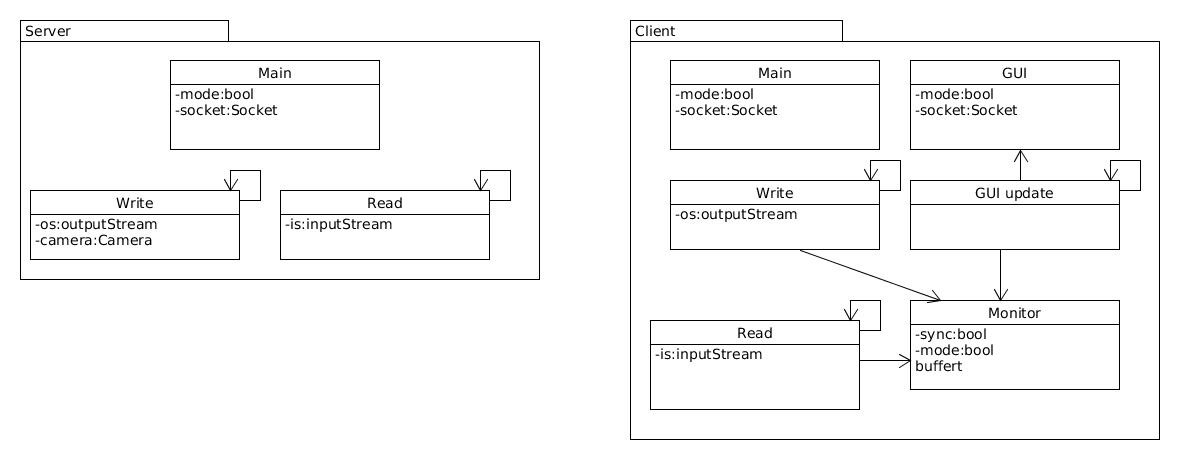 Server
Main
-mode:bool
-socket:Socket
Write
-os:outputStream
-camera:Camera
Read
-is:inputStream
Client
Main
-mode:bool
-socket:Socket
GUI
-mode:bool
-socket:Socket
Write
-os:outputStream
GUI update
Read
-is:inputStream
Monitor
-sync:bool
-mode:bool
buffert